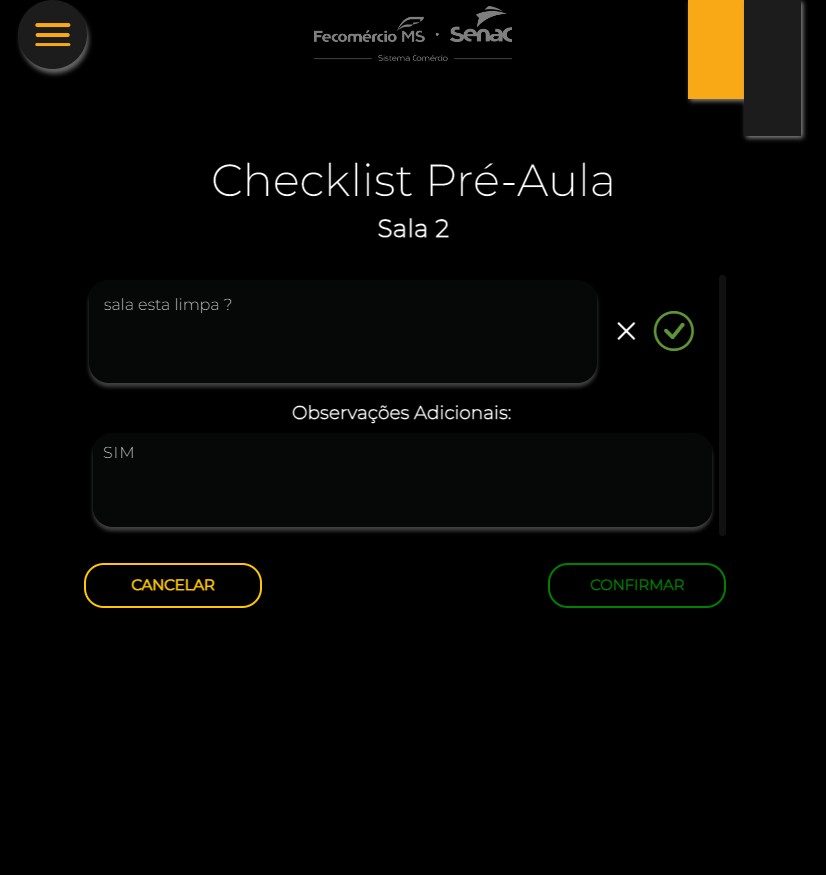 Fecomércio MS · Senac
Sistema Comércio
Checklist Pré-Aula
Sala 2
sala esta limpa ?
Observações Adicionais:
SIM
CANCELAR
CONFIRMAR